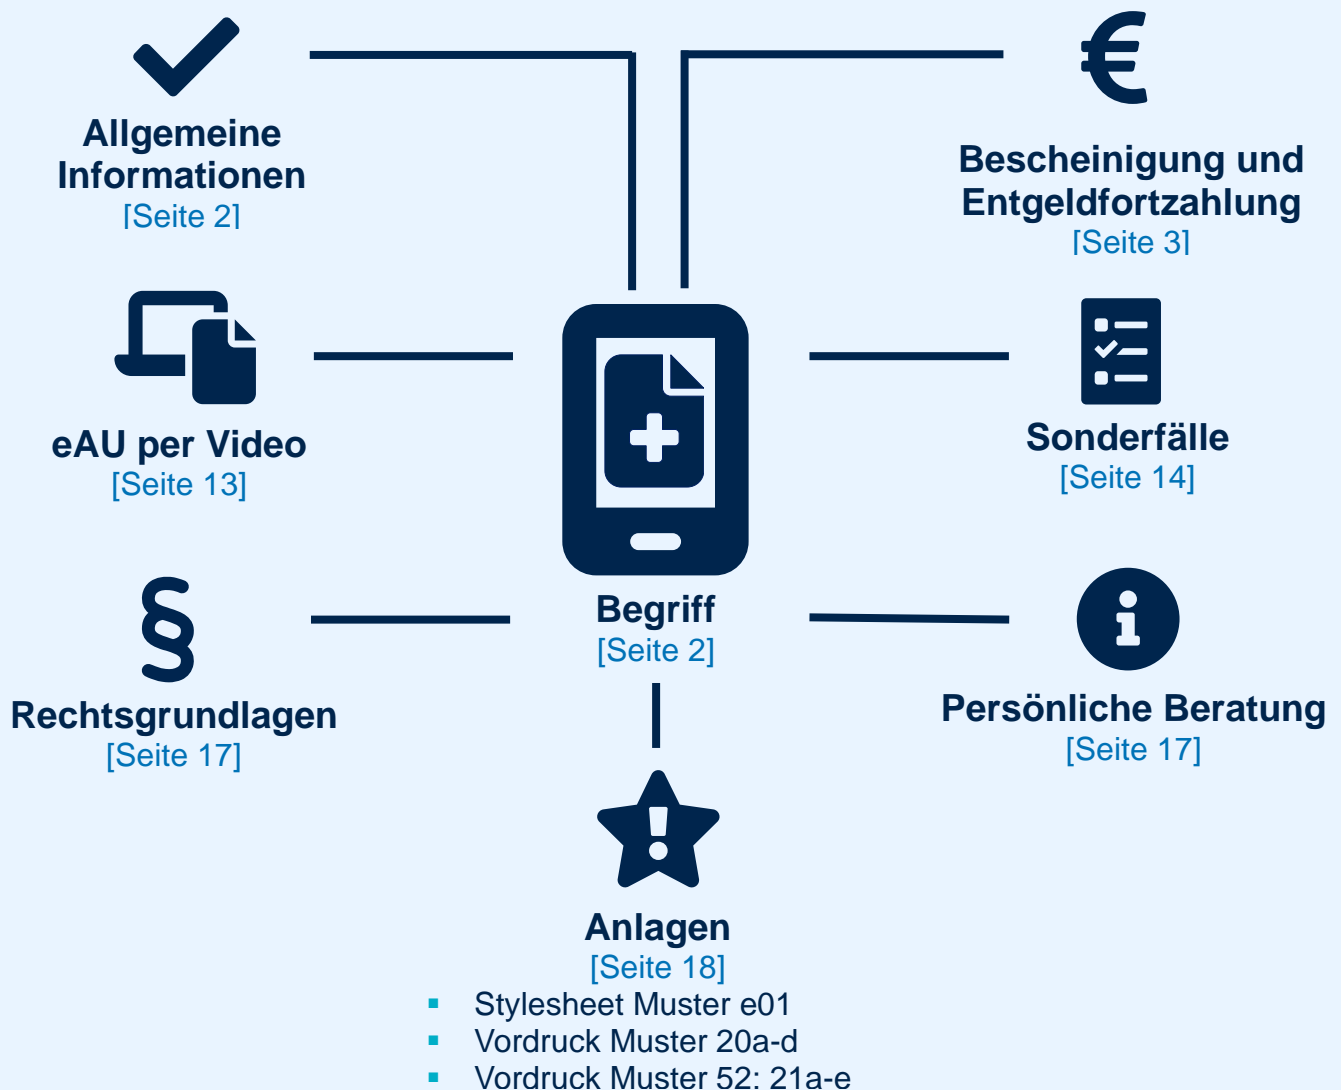 Allgemeine
Informationen
[Seite 2]
Bescheinigung und
Entgeldfortzahlung
[Seite 3]
eAU per Video
[Seite 13]
Sonderfälle
[Seite 14]
Begriff
[Seite 2]
Rechtsgrundlagen
[Seite 17]
Persönliche Beratung
[Seite 17]
Anlagen
[Seite 18]
▪ Stylesheet Muster e01
▪ Vordruck Muster 20a-d
▪ Vordruck Muster 52; 21a-e